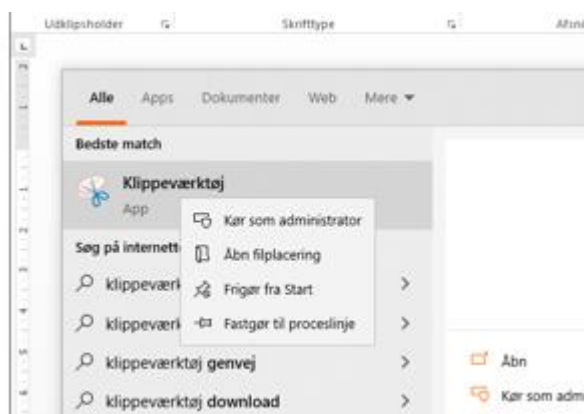 Udklipsholder Skrifttype
Alle Apps Dokumenter Web Mere
Bedste match
Klippeværktøj
App
Kør som administrator
Søg på internett
Åbn filplacering
klippeværk
Frigør fra Start
klippeværk
Fastgør til proceslinje
klippeværktøj genvej
Åbn
klippeværktøj download
Kør som admi